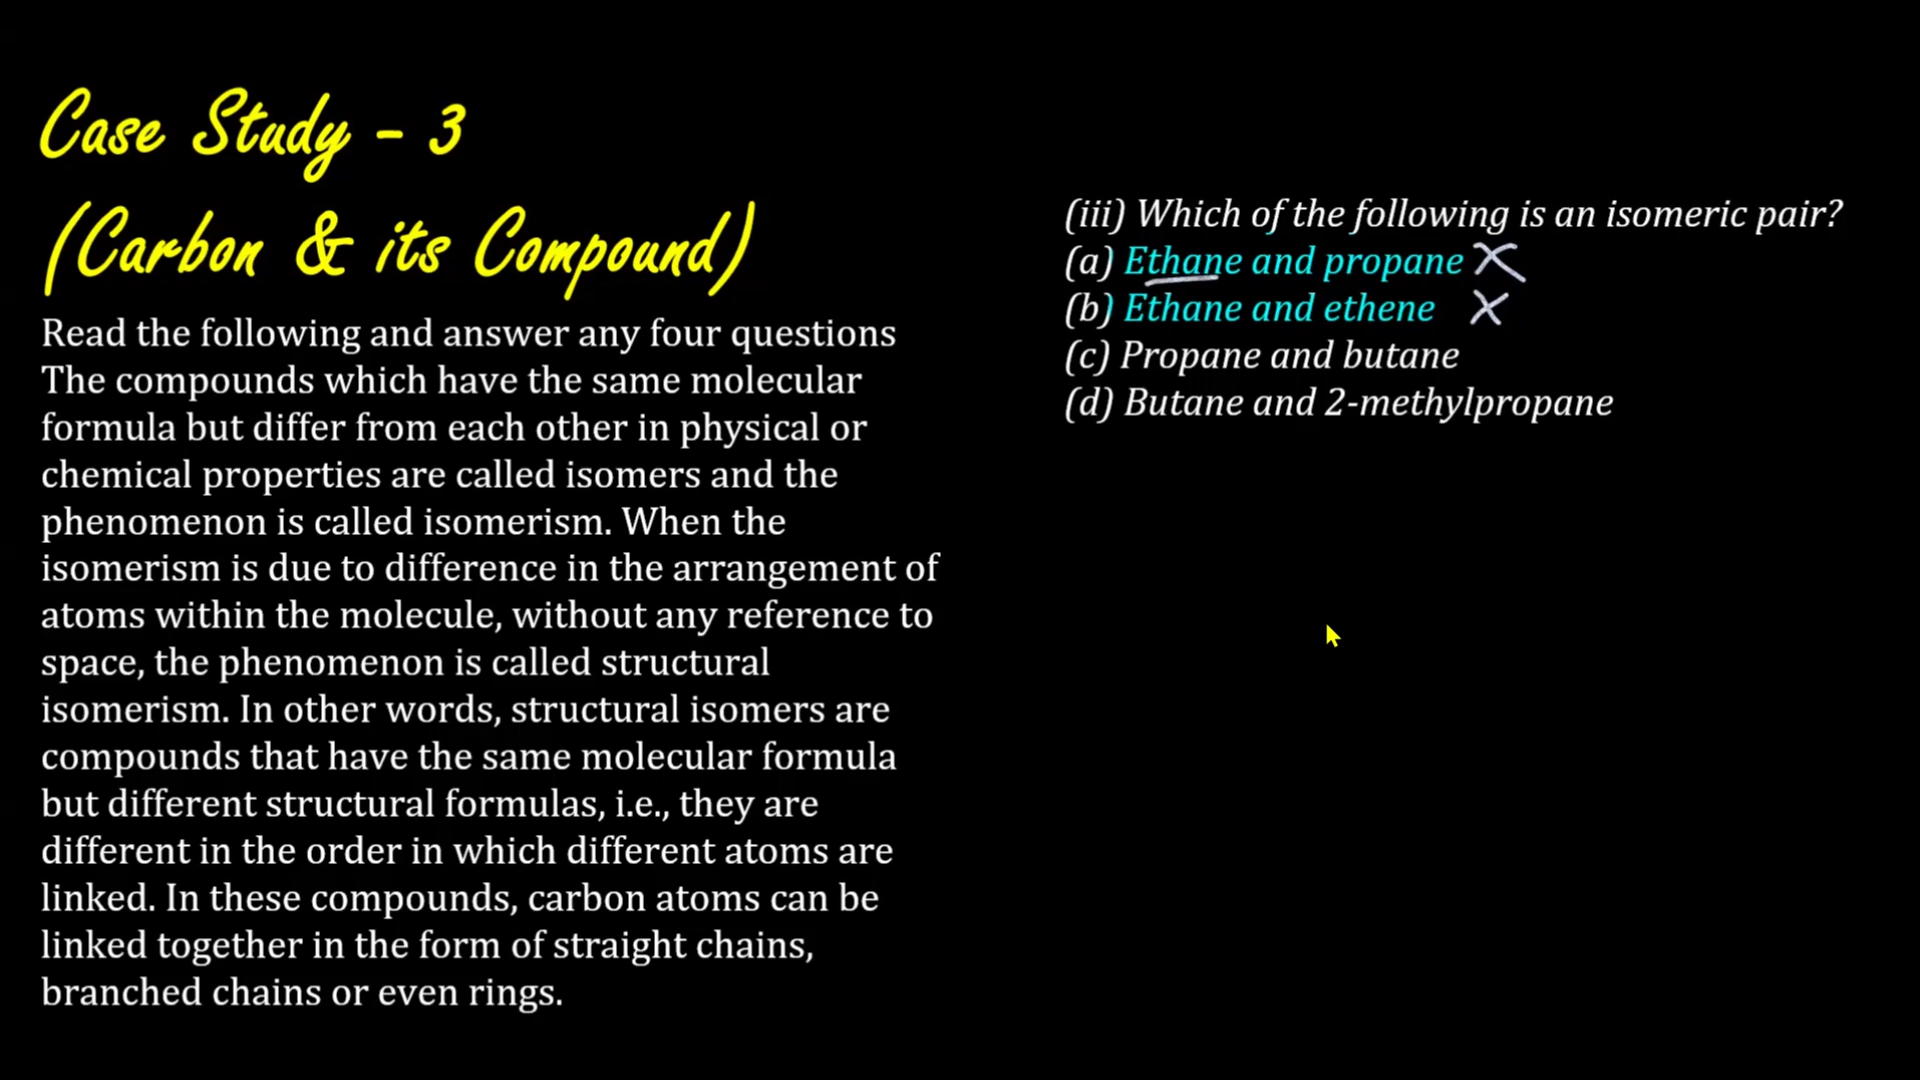 Case Study - 3
(Carbon & its Compound)
Read the following and answer any four questions
The compounds which have the same molecular
formula but differ from each other in physical or
chemical properties are called isomers and the
phenomenon is called isomerism. When the
isomerism is due to difference in the arrangement of
atoms within the molecule, without any reference to
space, the phenomenon is called structural
isomerism. In other words, structural isomers are
compounds that have the same molecular formula
but different structural formulas, i.e., they are
different in the order in which different atoms are
linked. In these compounds, carbon atoms can be
linked together in the form of straight chains,
branched chains or even rings.
(iii) Which of the following is an isomeric pair?
(a) Ethane and propane
(b) Ethane and ethene
(c) Propane and butane
(d) Butane and 2-methylpropane